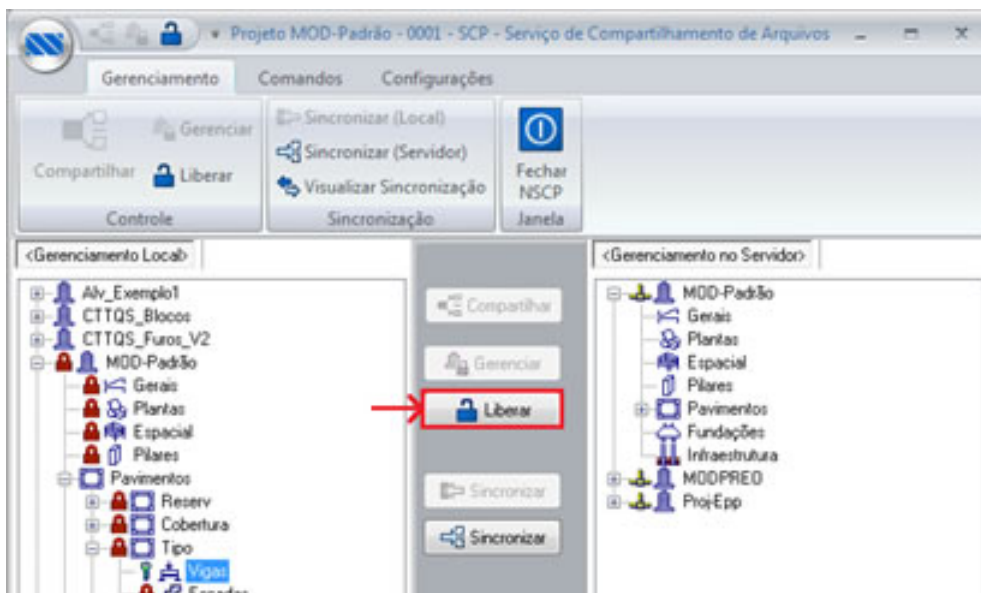 Projeto MOD-Padrão - 0001 - SCP - Serviço de Compartilhamento de Arquivos
Gerenciamento Comandos Configurações
Compartilhar
Gerenciar
Liberar
Controle
Sincronizar (Local)
Sincronizar (Servidor)
Visualizar Sincronização
Sincronização
Fechar
NSCP
Janela
<Gerenciamento Local>
Alv_Exemplo1
CTTQS_Blocos
CTTQS_Furos_V2
MOD-Padrão
Gerais
Plantas
Espacial
Pilares
Pavimentos
Reserv
Cobertura
Tipo
Vigas
Escadas
Compartilhar
Gerenciar
Liberar
Sincronizar
Sincronizar
<Gerenciamento no Servidor>
MOD-Padrão
Gerais
Plantas
Espacial
Pilares
Pavimentos
Fundações
Infraestrutura
MODPREO
Proj-Epp